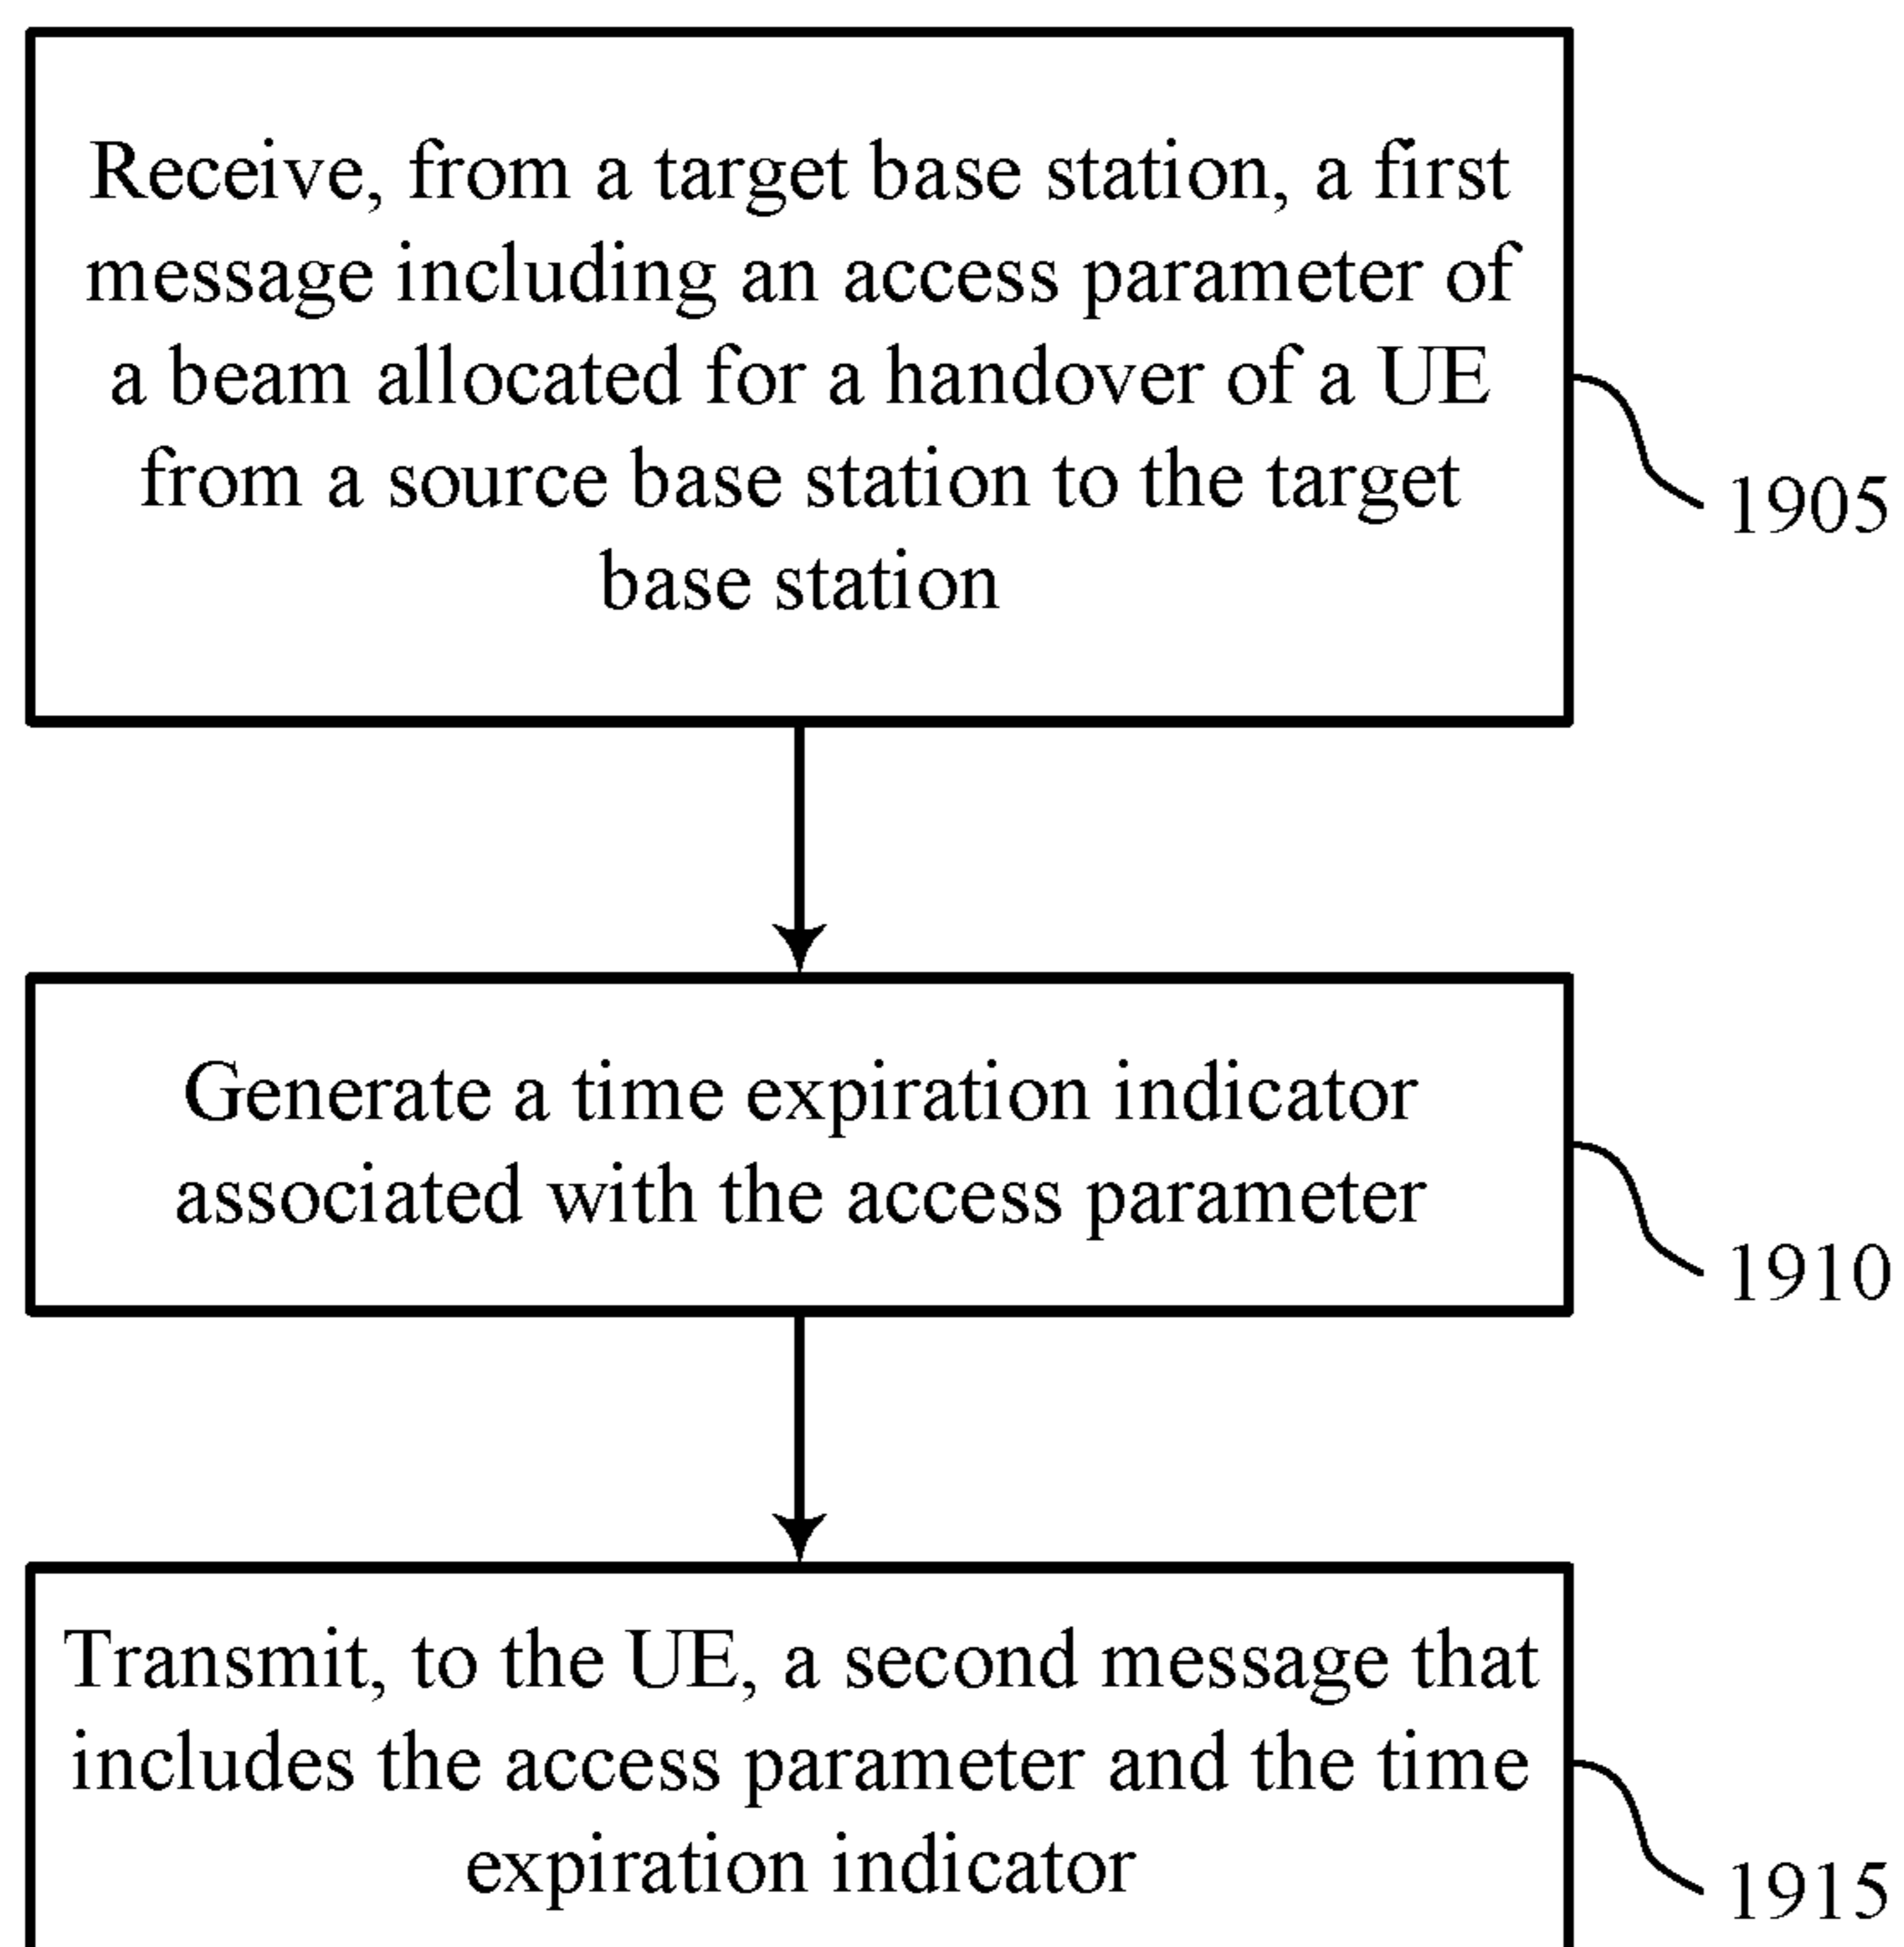 Receive, from a target base station, a first
message including an access parameter of
a beam allocated for a handover of a UE
from a source base station to the target
base station
1905
Generate a time expiration indicator
associated with the access parameter
1910
Transmit, to the UE, a second message that
includes the access parameter and the time
expiration indicator
1915